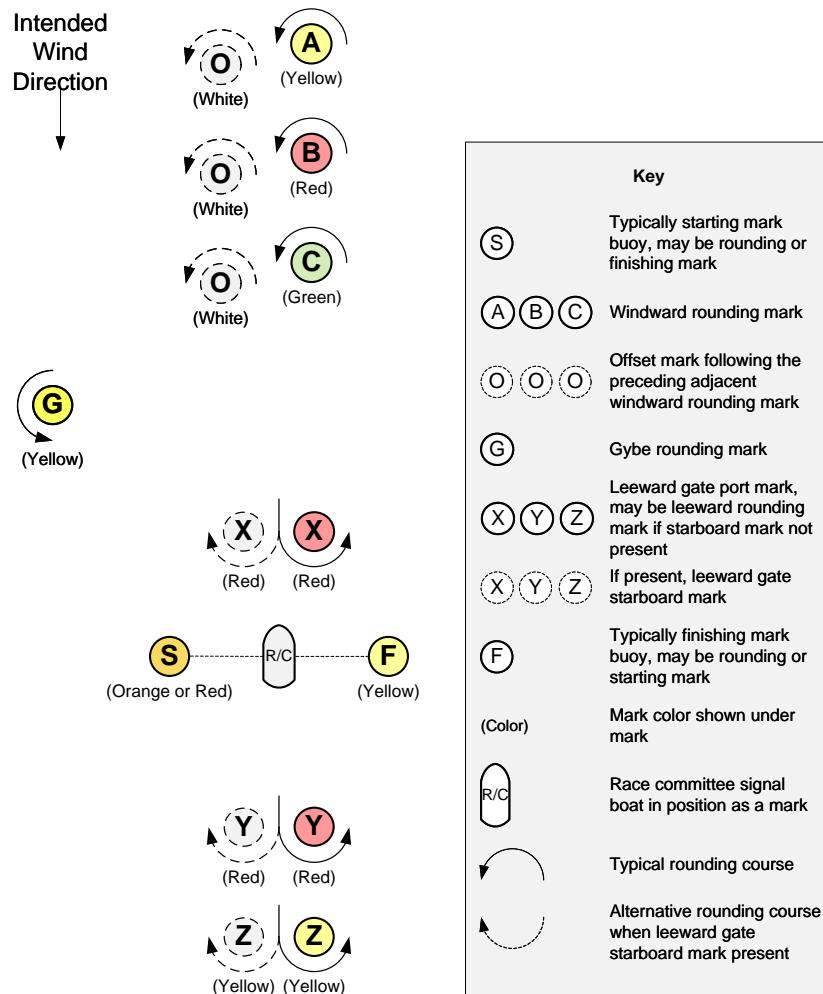 Intended
Wind
Direction
A
(Yellow)
O
(White)
B
(Red)
O
(White)
C
(Green)
O
(White)
G
(Yellow)
X
X
(Red)
(Red)
S
R/C
F
(Orange or Red)
(Yellow)
Y
Y
(Red)
(Red)
Z
Z
(Yellow)
(Yellow)
Key
S
Typically starting mark
buoy, may be rounding or
finishing mark
A B C
Windward rounding mark
O O O
Offset mark following the
preceding adjacent
windward rounding mark
G
Gybe rounding mark
X Y Z
Leeward gate port mark,
may be leeward rounding
mark if starboard mark not
present
X Y Z
If present, leeward gate
starboard mark
F
Typically finishing mark
buoy, may be rounding or
starting mark
(Color)
Mark color shown under
mark
R/C
Race committee signal
boat in position as a mark
Typical rounding course
Alternative rounding course
when leeward gate
starboard mark present